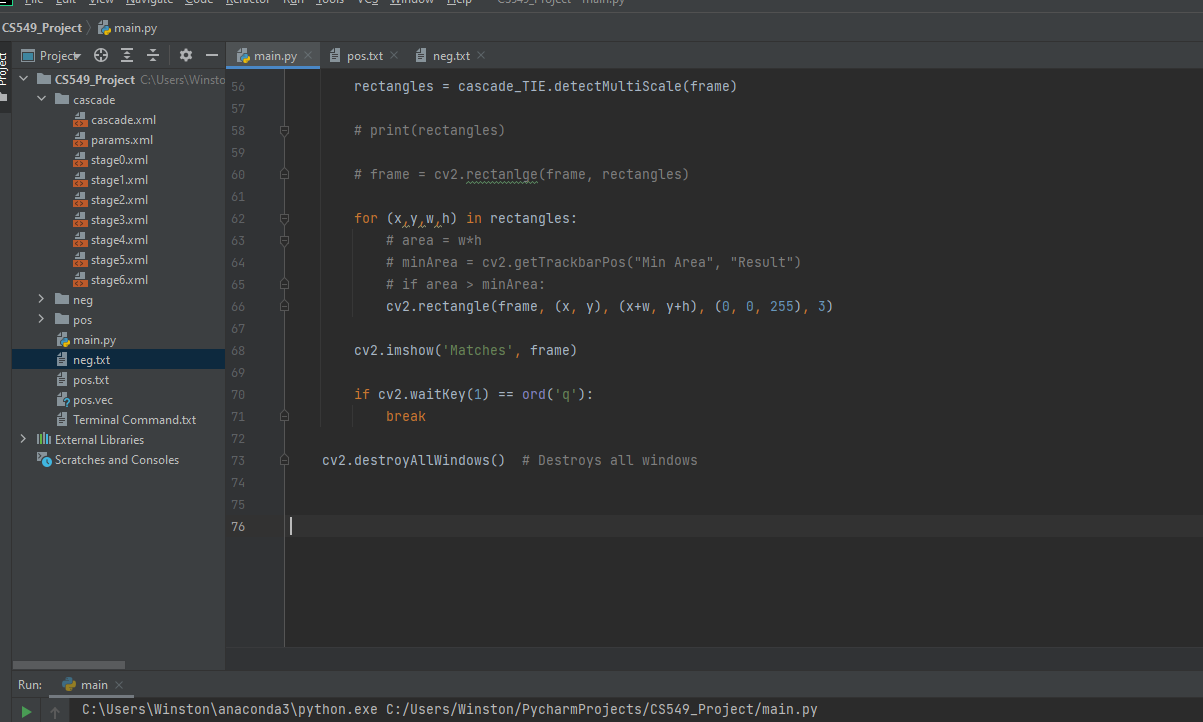 File Edit View Navigate Code Refactor Run Tools VCS Window Help CS549_Project - main.py
CS549_Project main.py
Project
Project
main.py
pos.txt
neg.txt
CS549_Project C:\Users\Winsto
cascade
cascade.xml
params.xml
stage0.xml
stage1.xml
stage2.xml
stage3.xml
stage4.xml
stage5.xml
stage6.xml
neg
pos
main.py
neg.txt
pos.txt
pos.vec
Terminal Command.txt
External Libraries
Scratches and Consoles
56 rectangles = cascade_TIE.detectMultiScale(frame)
57
58 # print(rectangles)
59
60 # frame = cv2.rectanlge(frame, rectangles)
61
62 for (x,y,w,h) in rectangles:
63 # area = w*h
64 # minArea = cv2.getTrackbarPos("Min Area", "Result")
65 # if area > minArea:
66 cv2.rectangle(frame, (x, y), (x+w, y+h), (0, 0, 255), 3)
67
68 cv2.imshow('Matches', frame)
69
70 if cv2.waitKey(1) == ord('q'):
71 break
72
73 cv2.destroyAllWindows() # Destroys all windows
74
75
76
Run: main
C:\Users\Winston\anaconda3\python.exe C:/Users/Winston/PycharmProjects/CS549_Project/main.py